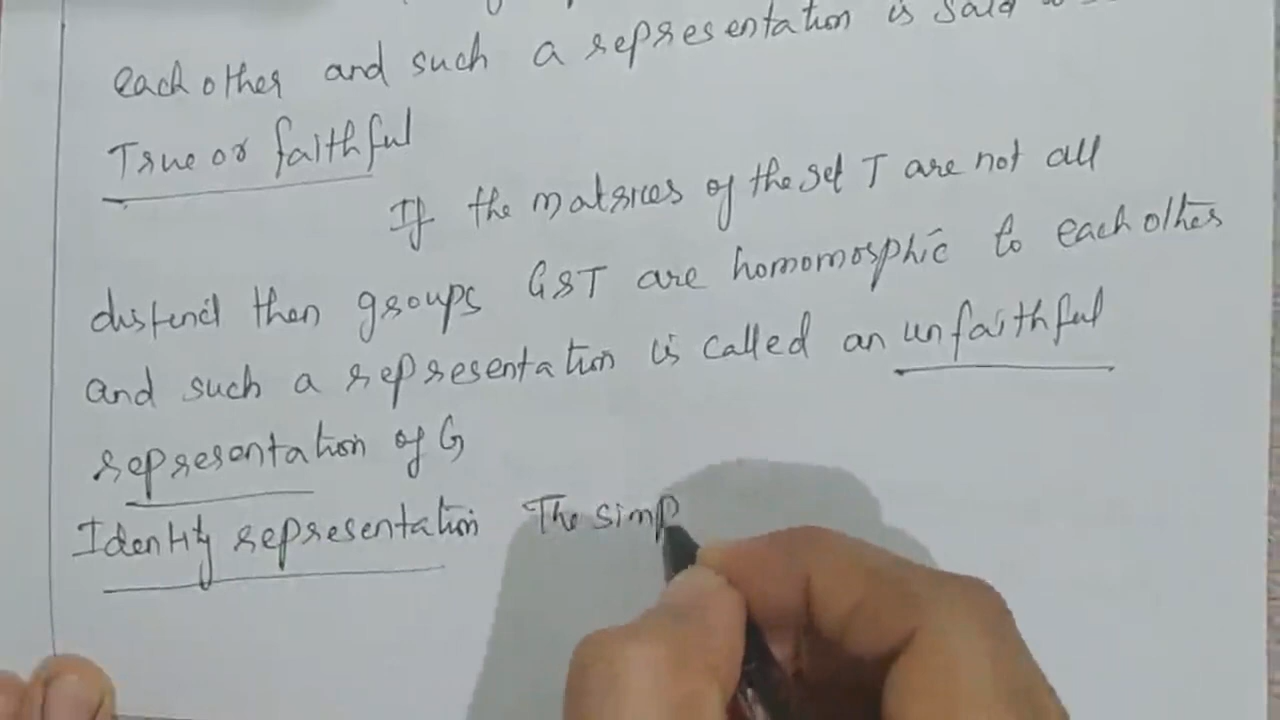 each other and such a representation is said
True or faithful
If the matrices of the set T are not all
distinct then groups G & T are homomorphic to each other
and such a representation is called an unfaithful
representation of G
Identity representation The simp